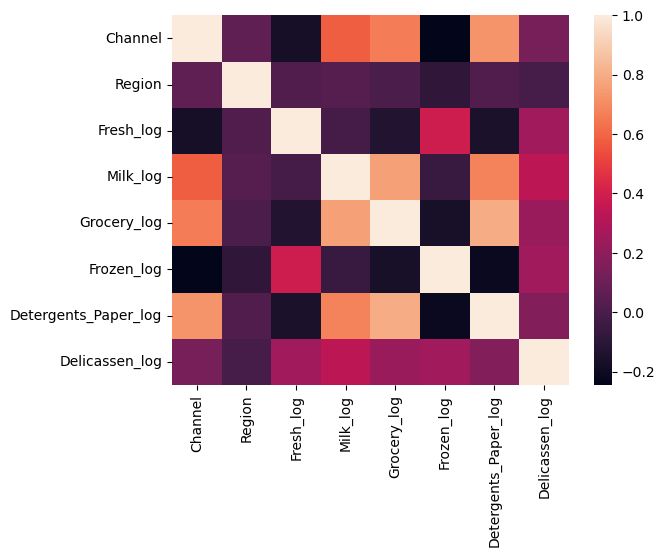 Channel
Region
Fresh_log
Milk_log
Grocery_log
Frozen_log
Detergents_Paper_log
Delicassen_log
Channel
Region
Fresh_log
Milk_log
Grocery_log
Frozen_log
Detergents_Paper_log
Delicassen_log
1.0
0.8
0.6
0.4
0.2
0.0
−0.2